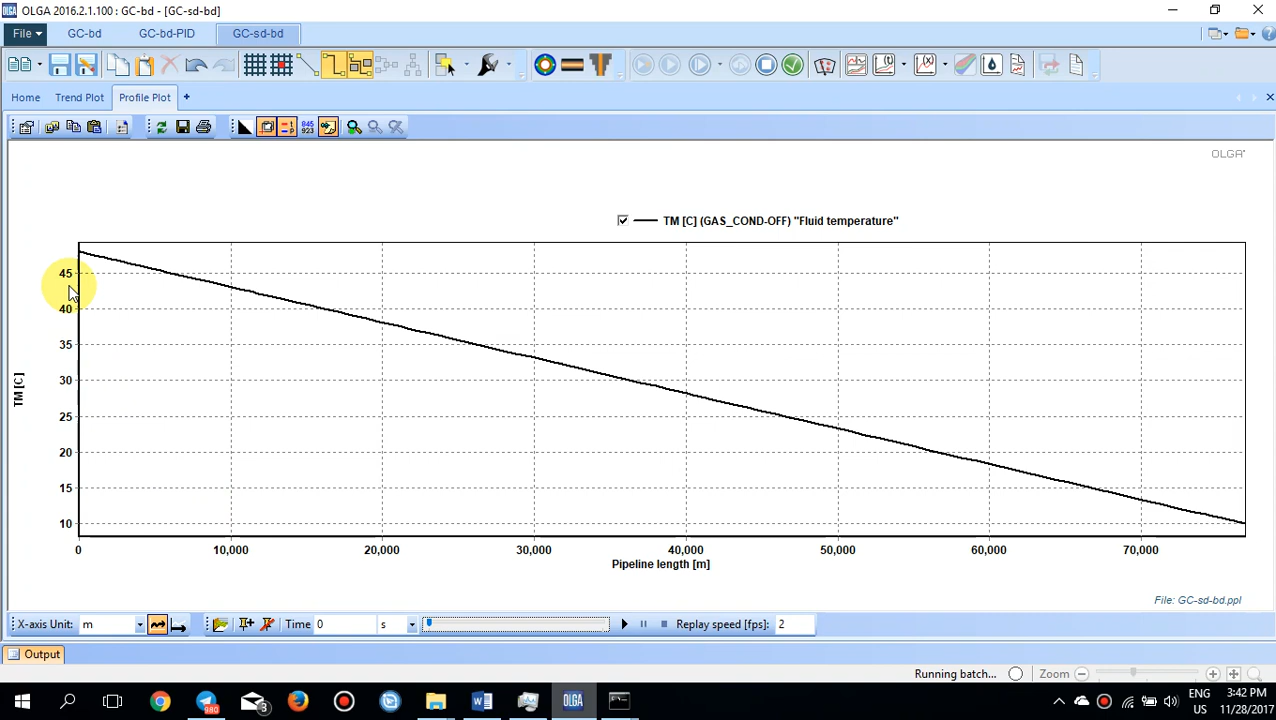 OLGA 2016.2.1.100 : GC-bd - [GC-sd-bd]
File GC-bd GC-bd-PID GC-sd-bd
Home Trend Plot Profile Plot +
845
923
OLGA
TM [C] (GAS_COND-OFF) "Fluid temperature"
45
40
35
30
25
20
15
10
TM [C]
0 10,000 20,000 30,000 40,000 50,000 60,000 70,000
Pipeline length [m]
File: GC-sd-bd.ppl
X-axis Unit: m Time 0 s Replay speed [fps]: 2
Output
Running batch... Zoom
980
3
ENG 3:42 PM
US 11/28/2017